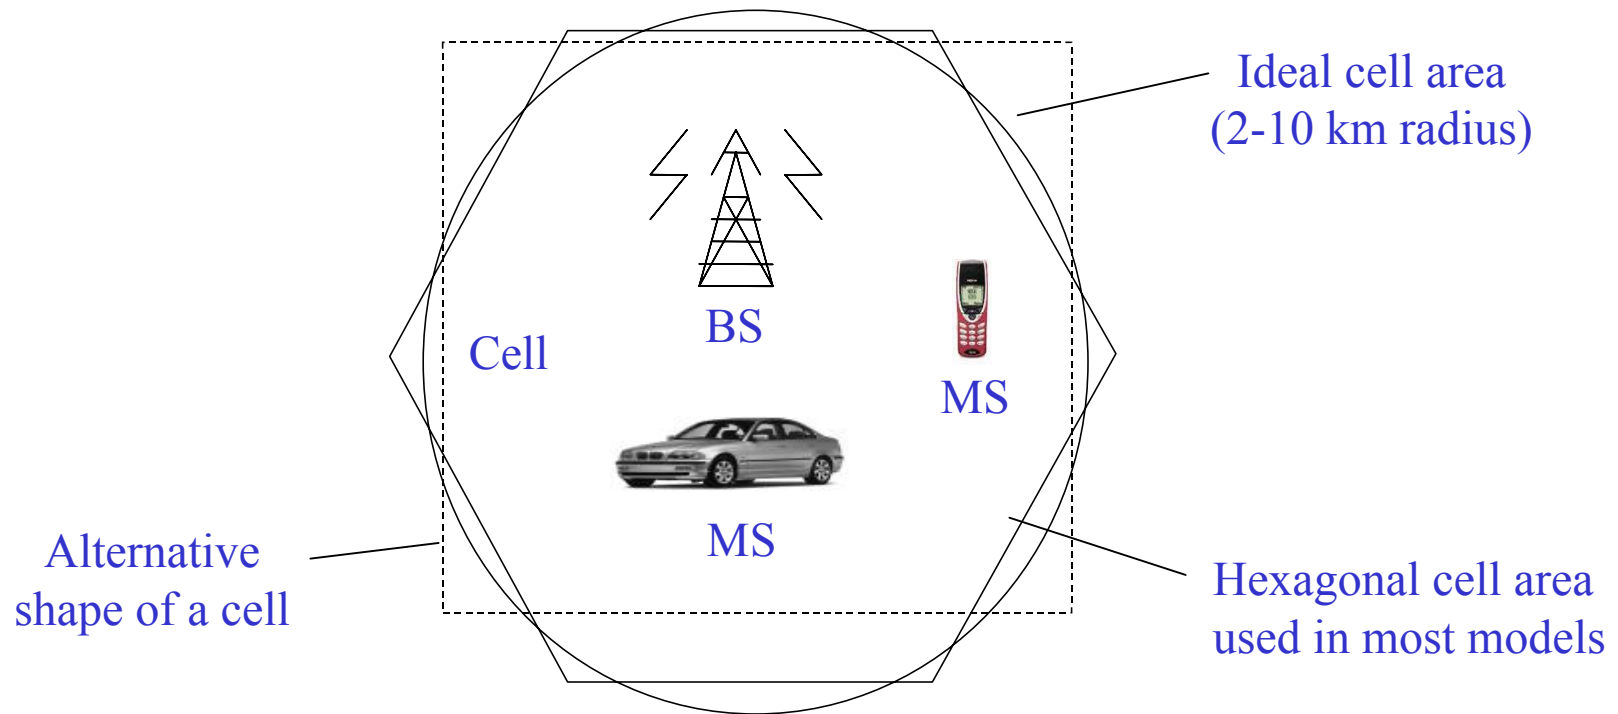 Ideal cell area
(2-10 km radius)
BS
Cell
MS
MS
Alternative
shape of a cell
Hexagonal cell area
used in most models